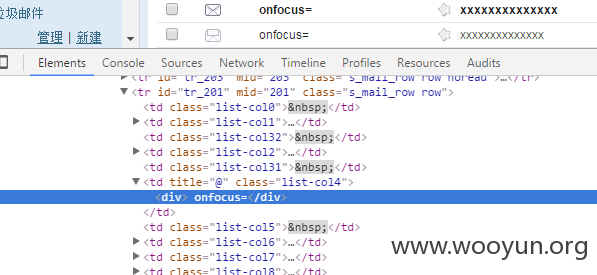 垃圾邮件
管理 | 新建
onfocus= xxxxxxxxxxxxxx
onfocus= xxxxxxxxxxxxxx
Elements Console Sources Network Timeline Profiles Resources Audits
▶<tr id="tr_203" mid="203" class="s_mail_row row noread">…</tr>
▼<tr id="tr_201" mid="201" class="s_mail_row row">
<td class="list-col0">&nbsp;</td>
▶<td class="list-col1">…</td>
<td class="list-col32">&nbsp;</td>
▶<td class="list-col2">…</td>
<td class="list-col31">&nbsp;</td>
▼<td title="@" class="list-col4">
<div> onfocus=</div>
</td>
<td class="list-col5">&nbsp;</td>
▶<td class="list-col6">…</td>
▶<td class="list-col7">…</td>
▶<td class="list-col8">…</td>
www.wooyun.org